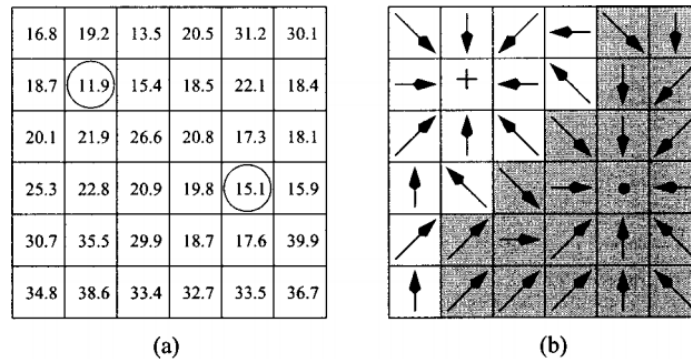 16.8 19.2 13.5 20.5 31.2 30.1
18.7 11.9 15.4 18.5 22.1 18.4
20.1 21.9 26.6 20.8 17.3 18.1
25.3 22.8 20.9 19.8 15.1 15.9
30.7 35.5 29.9 18.7 17.6 39.9
34.8 38.6 33.4 32.7 33.5 36.7
(a) (b)